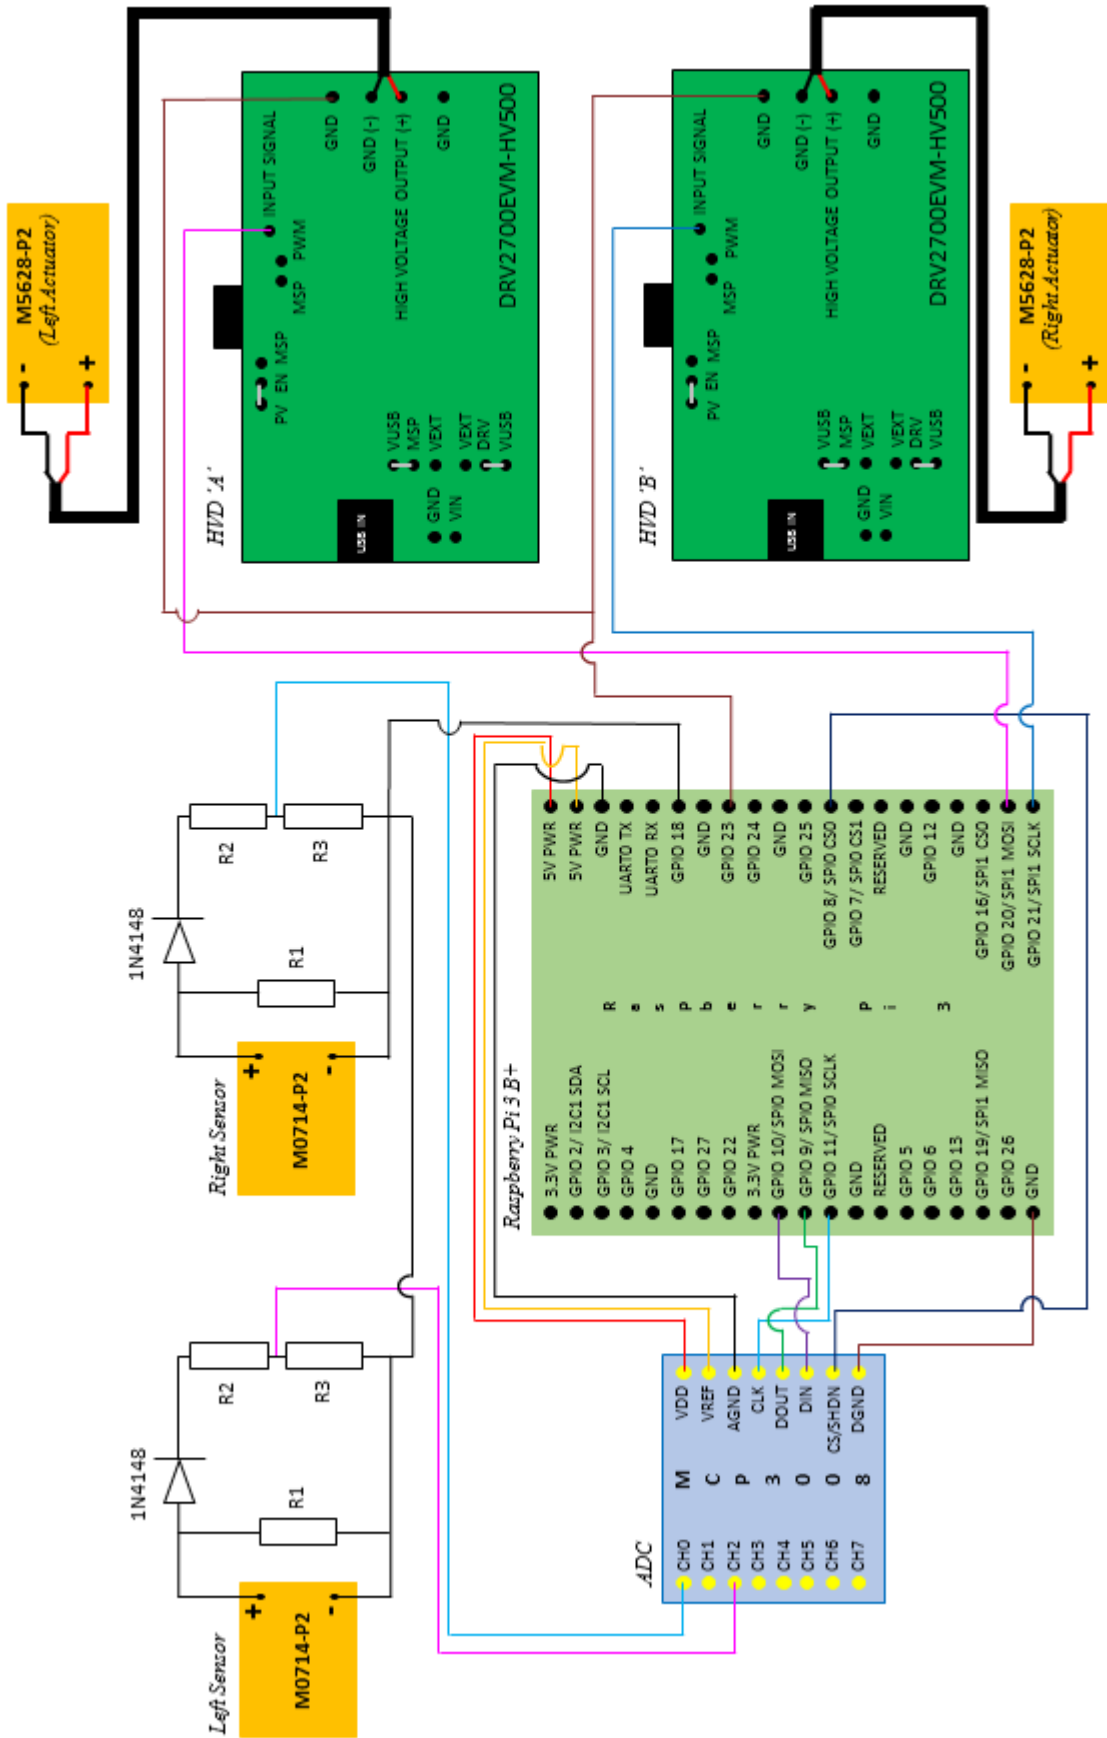 Left Sensor
M0714-P2
+
-
1N4148
R1
R2
R3
Right Sensor
M0714-P2
+
-
1N4148
R1
R2
R3
HVD 'A'
USB IN
GND
VIN
VUSB
MSP
VEXT
VEXT
DRV
VUSB
PV EN MSP
MSP PWM
INPUT SIGNAL
GND
GND (-)
HIGH VOLTAGE OUTPUT (+)
GND
DRV2700EVM-HV500
M5628-P2
(Left Actuator)
-
+
ADC
CH0
CH1
CH2
CH3
CH4
CH5
CH6
CH7
M
C
P
3
0
0
8
VDD
VREF
AGND
CLK
DOUT
DIN
CS/SHDN
DGND
Raspberry Pi 3 B+
3.3V PWR
GPIO 2/ I2C1 SDA
GPIO 3/ I2C1 SCL
GPIO 4
GND
GPIO 17
GPIO 27
GPIO 22
3.3V PWR
GPIO 10/ SPI0 MOSI
GPIO 9/ SPI0 MISO
GPIO 11/ SPI0 SCLK
GND
RESERVED
GPIO 5
GPIO 6
GPIO 13
GPIO 19/ SPI1 MISO
GPIO 26
GND
R
a
s
p
b
e
r
r
y
P
i
3
5V PWR
5V PWR
GND
UART0 TX
UART0 RX
GPIO 18
GND
GPIO 23
GPIO 24
GND
GPIO 25
GPIO 8/ SPI0 CS0
GPIO 7/ SPI0 CS1
RESERVED
GND
GPIO 12
GND
GPIO 16/ SPI1 CS0
GPIO 20/ SPI1 MOSI
GPIO 21/ SPI1 SCLK
HVD 'B'
USB IN
GND
VIN
VUSB
MSP
VEXT
VEXT
DRV
VUSB
PV EN MSP
MSP PWM
INPUT SIGNAL
GND
GND (-)
HIGH VOLTAGE OUTPUT (+)
GND
DRV2700EVM-HV500
M5628-P2
(Right Actuator)
-
+